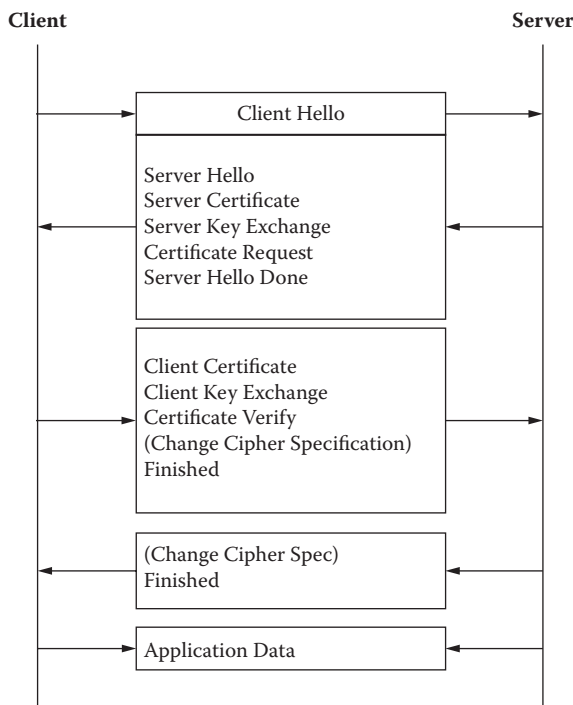 Client
Server
Client Hello
Server Hello
Server Certificate
Server Key Exchange
Certificate Request
Server Hello Done
Client Certificate
Client Key Exchange
Certificate Verify
(Change Cipher Specification)
Finished
(Change Cipher Spec)
Finished
Application Data